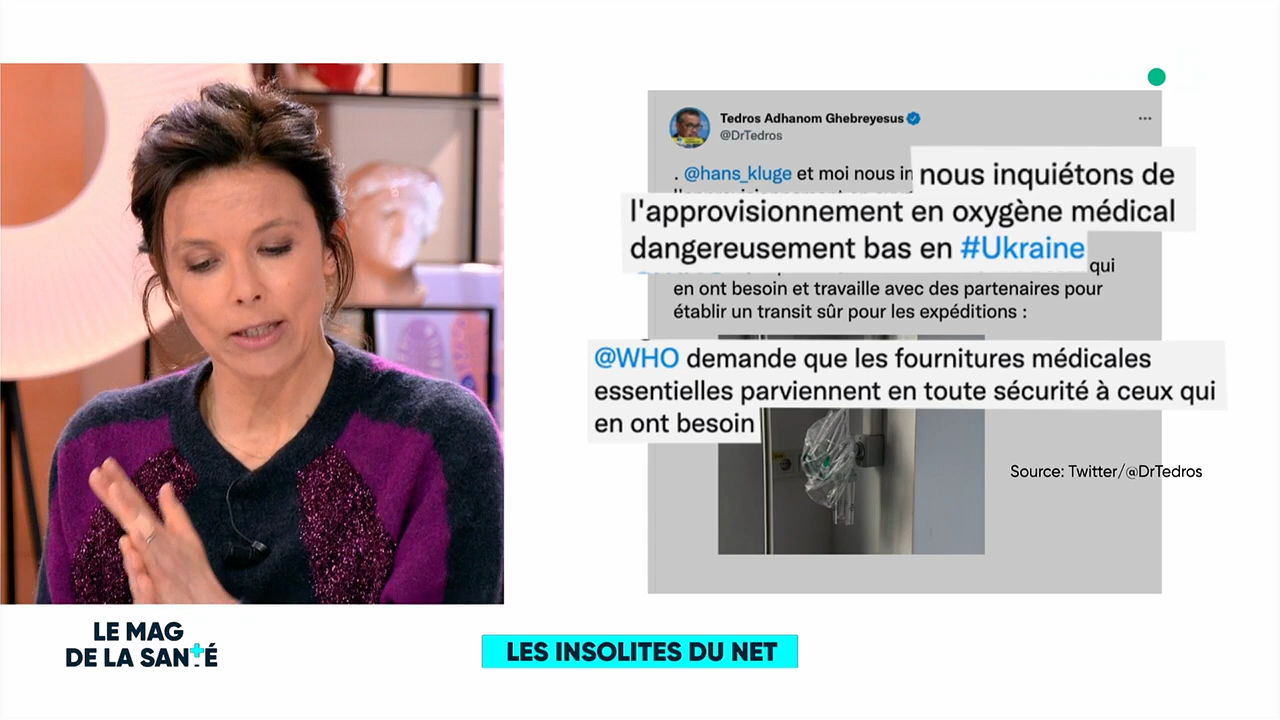 Tedros Adhanom Ghebreyesus
@DrTedros
. @hans_kluge et moi nous in
nous inquiétons de
l'approvisionnement en oxygène médical
dangereusement bas en #Ukraine
qui
en ont besoin et travaille avec des partenaires pour
établir un transit sûr pour les expéditions :
@WHO demande que les fournitures médicales
essentielles parviennent en toute sécurité à ceux qui
en ont besoin
Source: Twitter/@DrTedros
LE MAG
DE LA SANTÉ
LES INSOLITES DU NET